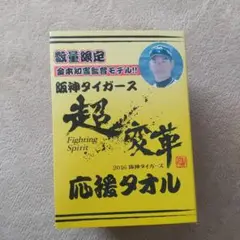 数量限定
金本知憲監督モデル!!
阪神タイガース
超変革
Fighting
Spirit
2016 阪神タイガース
応援タオル